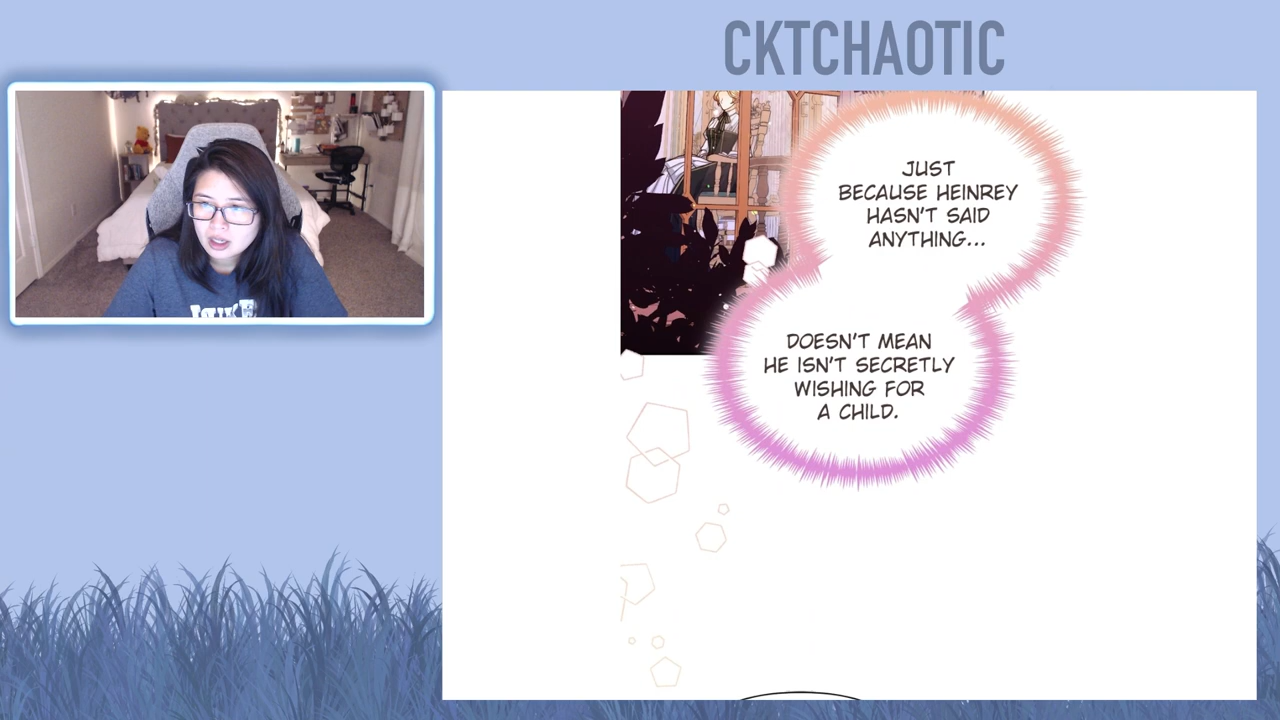 CKTCHAOTIC
JUST
BECAUSE HEINREY
HASN'T SAID
ANYTHING...
DOESN'T MEAN
HE ISN'T SECRETLY
WISHING FOR
A CHILD.